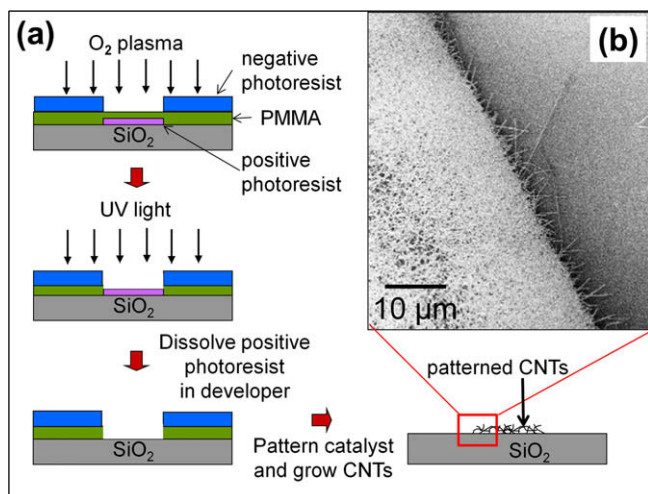 (a)
O₂ plasma
negative
photoresist
PMMA
SiO₂
positive
photoresist
UV light
SiO₂
Dissolve positive
photoresist
in developer
SiO₂
Pattern catalyst
and grow CNTs
(b)
10 µm
patterned CNTs
SiO₂